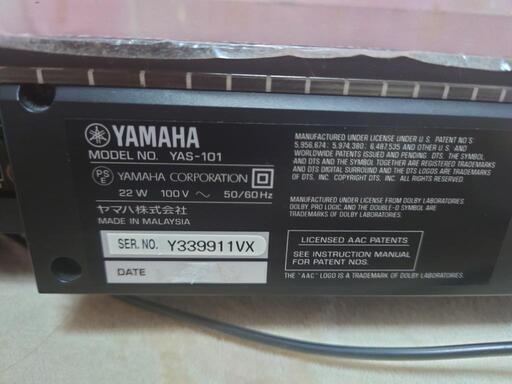 YAMAHA
MODEL NO. YAS-101
PS E YAMAHA CORPORATION
22W 100V ~ 50/60Hz
ヤマハ株式会社
MADE IN MALAYSIA
SER. NO. Y339911VX
DATE
MANUFACTURED UNDER LICENSE UNDER U.S. PATENT NO'S:
5,956,674; 5,974,380; 6,487,535 AND OTHER U.S. AND
WORLDWIDE PATENTS ISSUED AND PENDING. DTS, THE SYMBOL,
AND DTS AND THE SYMBOL TOGETHER ARE REGISTERED TRADEMARKS
AND DTS DIGITAL SURROUND AND THE DTS LOGOS ARE TRADEMARKS
OF DTS, INC. COPYRIGHT DTS, INC. ALL RIGHTS RESERVED.
MANUFACTURED UNDER LICENSE FROM DOLBY LABORATORIES.
DOLBY, PRO LOGIC AND THE DOUBLE-D SYMBOL ARE
TRADEMARKS OF DOLBY LABORATORIES.
LICENSED AAC PATENTS
SEE INSTRUCTION MANUAL
FOR PATENT NOS.
THE "AAC" LOGO IS A TRADEMARK OF DOLBY LABORATORIES.